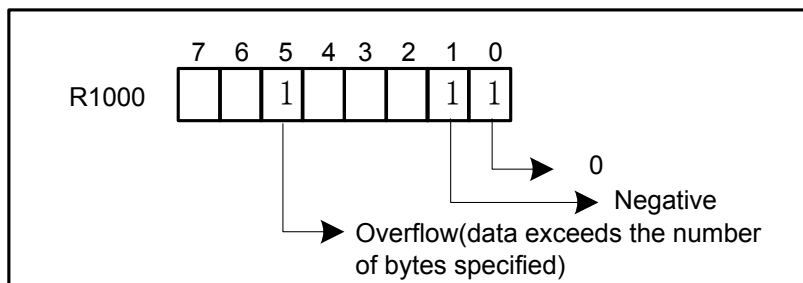 7 6 5 4 3 2 1 0
R1000 1 1 1
0
Negative
Overflow(data exceeds the number
of bytes specified)